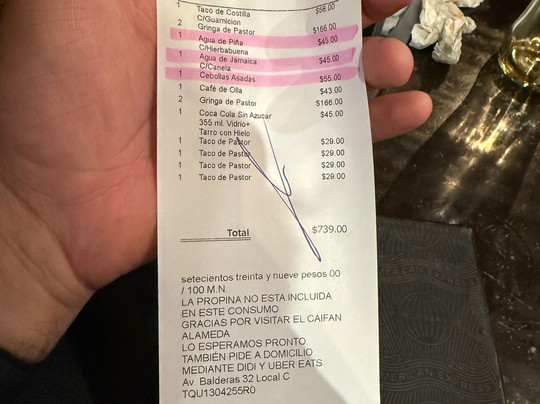 1 Taco de Costilla $58.00
C/Guarnicion
2 Gringa de Pastor $166.00
1 Agua de Piña $45.00
C/Hierbabuena
1 Agua de Jamaica $45.00
C/Canela
1 Cebollas Asadas $55.00
1 Café de Olla $43.00
2 Gringa de Pastor $166.00
1 Coca Cola Sin Azucar $45.00
355 ml. Vidrio+
Tarro con Hielo
1 Taco de Pastor $29.00
1 Taco de Pastor $29.00
1 Taco de Pastor $29.00
1 Taco de Pastor $29.00
Total $739.00
setecientos treinta y nueve pesos 00
/ 100 M.N.
LA PROPINA NO ESTA INCLUIDA
EN ESTE CONSUMO
GRACIAS POR VISITAR EL CAIFAN
ALAMEDA
LO ESPERAMOS PRONTO
TAMBIÉN PIDE A DOMICILIO
MEDIANTE DIDI Y UBER EATS
Av. Balderas 32 Local C
TQU1304255R0